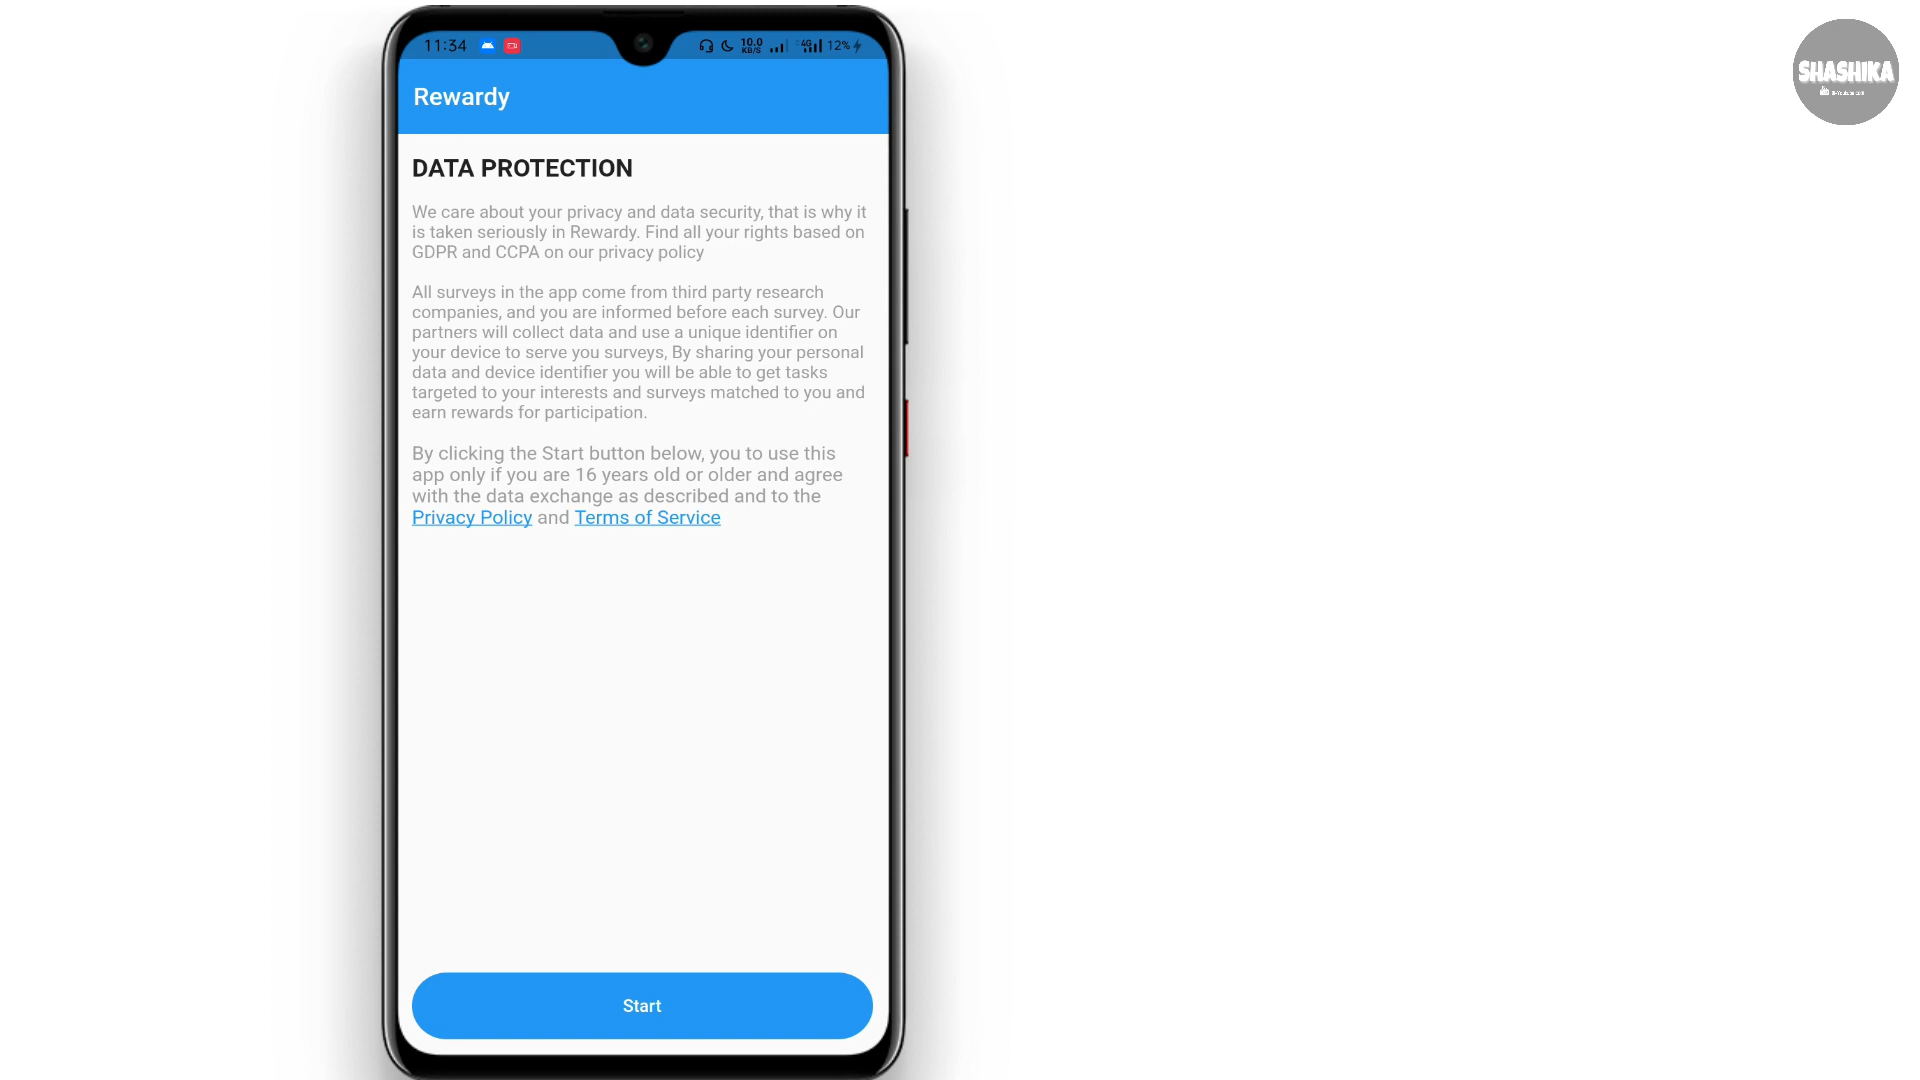 11:34
10.0
KB/S
4G
12%
SHASHIKA
Rewardy
DATA PROTECTION
We care about your privacy and data security, that is why it
is taken seriously in Rewardy. Find all your rights based on
GDPR and CCPA on our privacy policy
All surveys in the app come from third party research
companies, and you are informed before each survey. Our
partners will collect data and use a unique identifier on
your device to serve you surveys, By sharing your personal
data and device identifier you will be able to get tasks
targeted to your interests and surveys matched to you and
earn rewards for participation.
By clicking the Start button below, you to use this
app only if you are 16 years old or older and agree
with the data exchange as described and to the
Privacy Policy and Terms of Service
Start